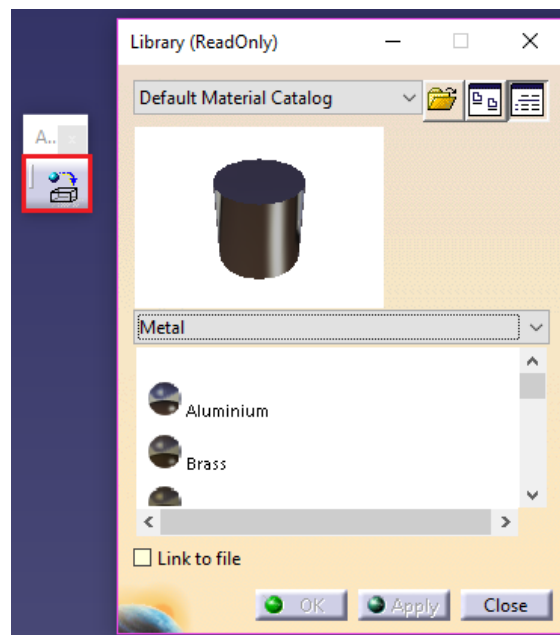 Library (ReadOnly)
Default Material Catalog
A...
Metal
Aluminium
Brass
Link to file
OK
Apply
Close